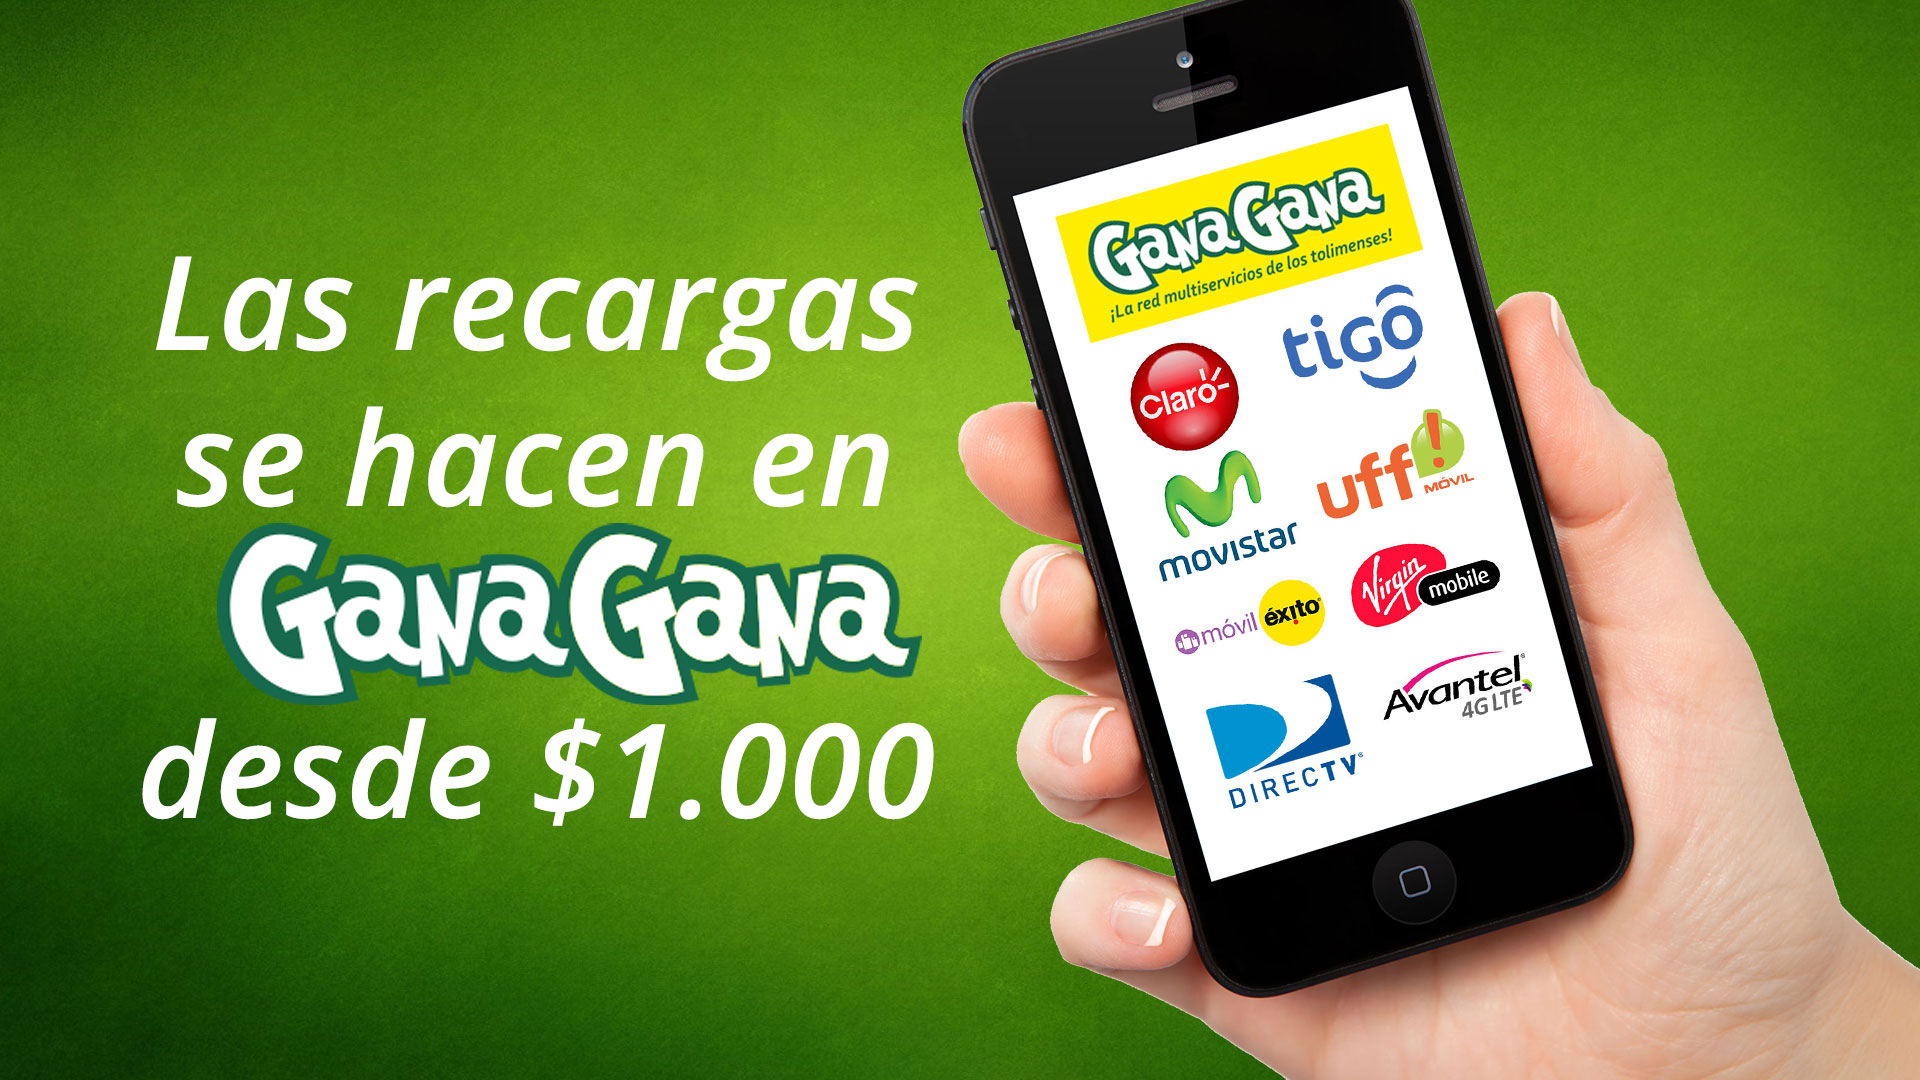 Las recargas
se hacen en
GanaGana
desde $1.000
GanaGana
¡La red multiservicios de los tolimenses!
Claro
tiGO
movistar
uff!
MÓVIL
móvil éxito
Virgin mobile
DIRECTV
Avantel
4G LTE